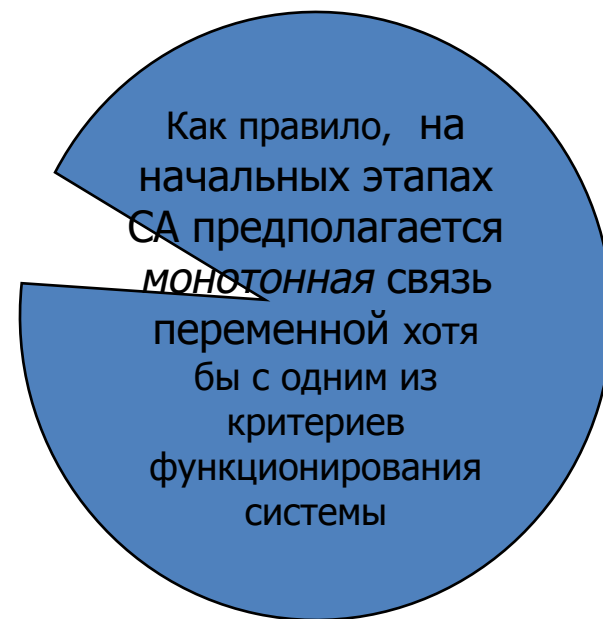 Как правило, на
начальных этапах
СА предполагается
монотонная связь
переменной хотя
бы с одним из
критериев
функционирования
системы